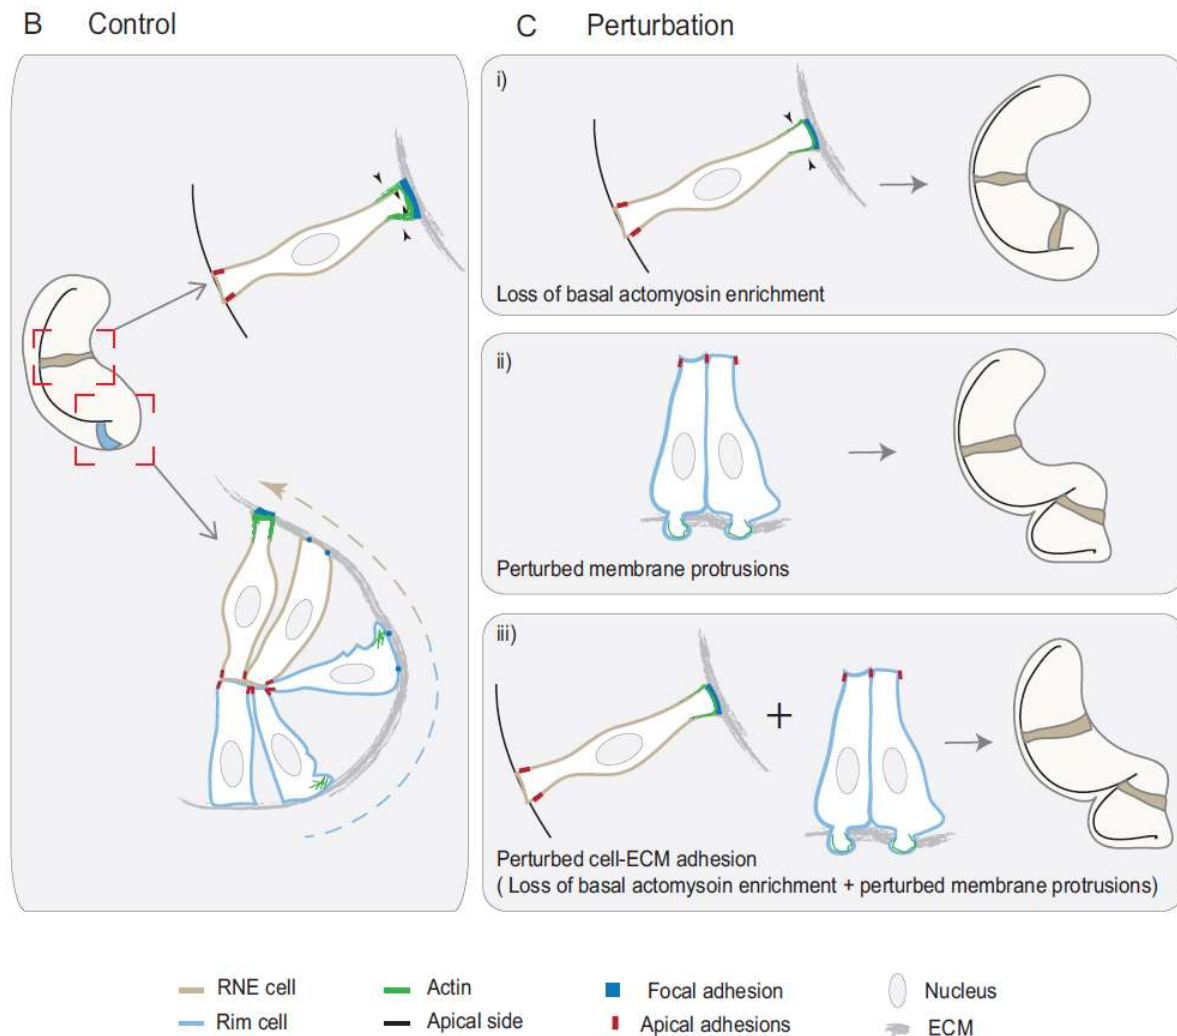 B Control
C Perturbation
i)
Loss of basal actomyosin enrichment
ii)
Perturbed membrane protrusions
iii)
+
Perturbed cell-ECM adhesion
( Loss of basal actomysoin enrichment + perturbed membrane protrusions)
RNE cell
Actin
Focal adhesion
Nucleus
Rim cell
Apical side
Apical adhesions
ECM